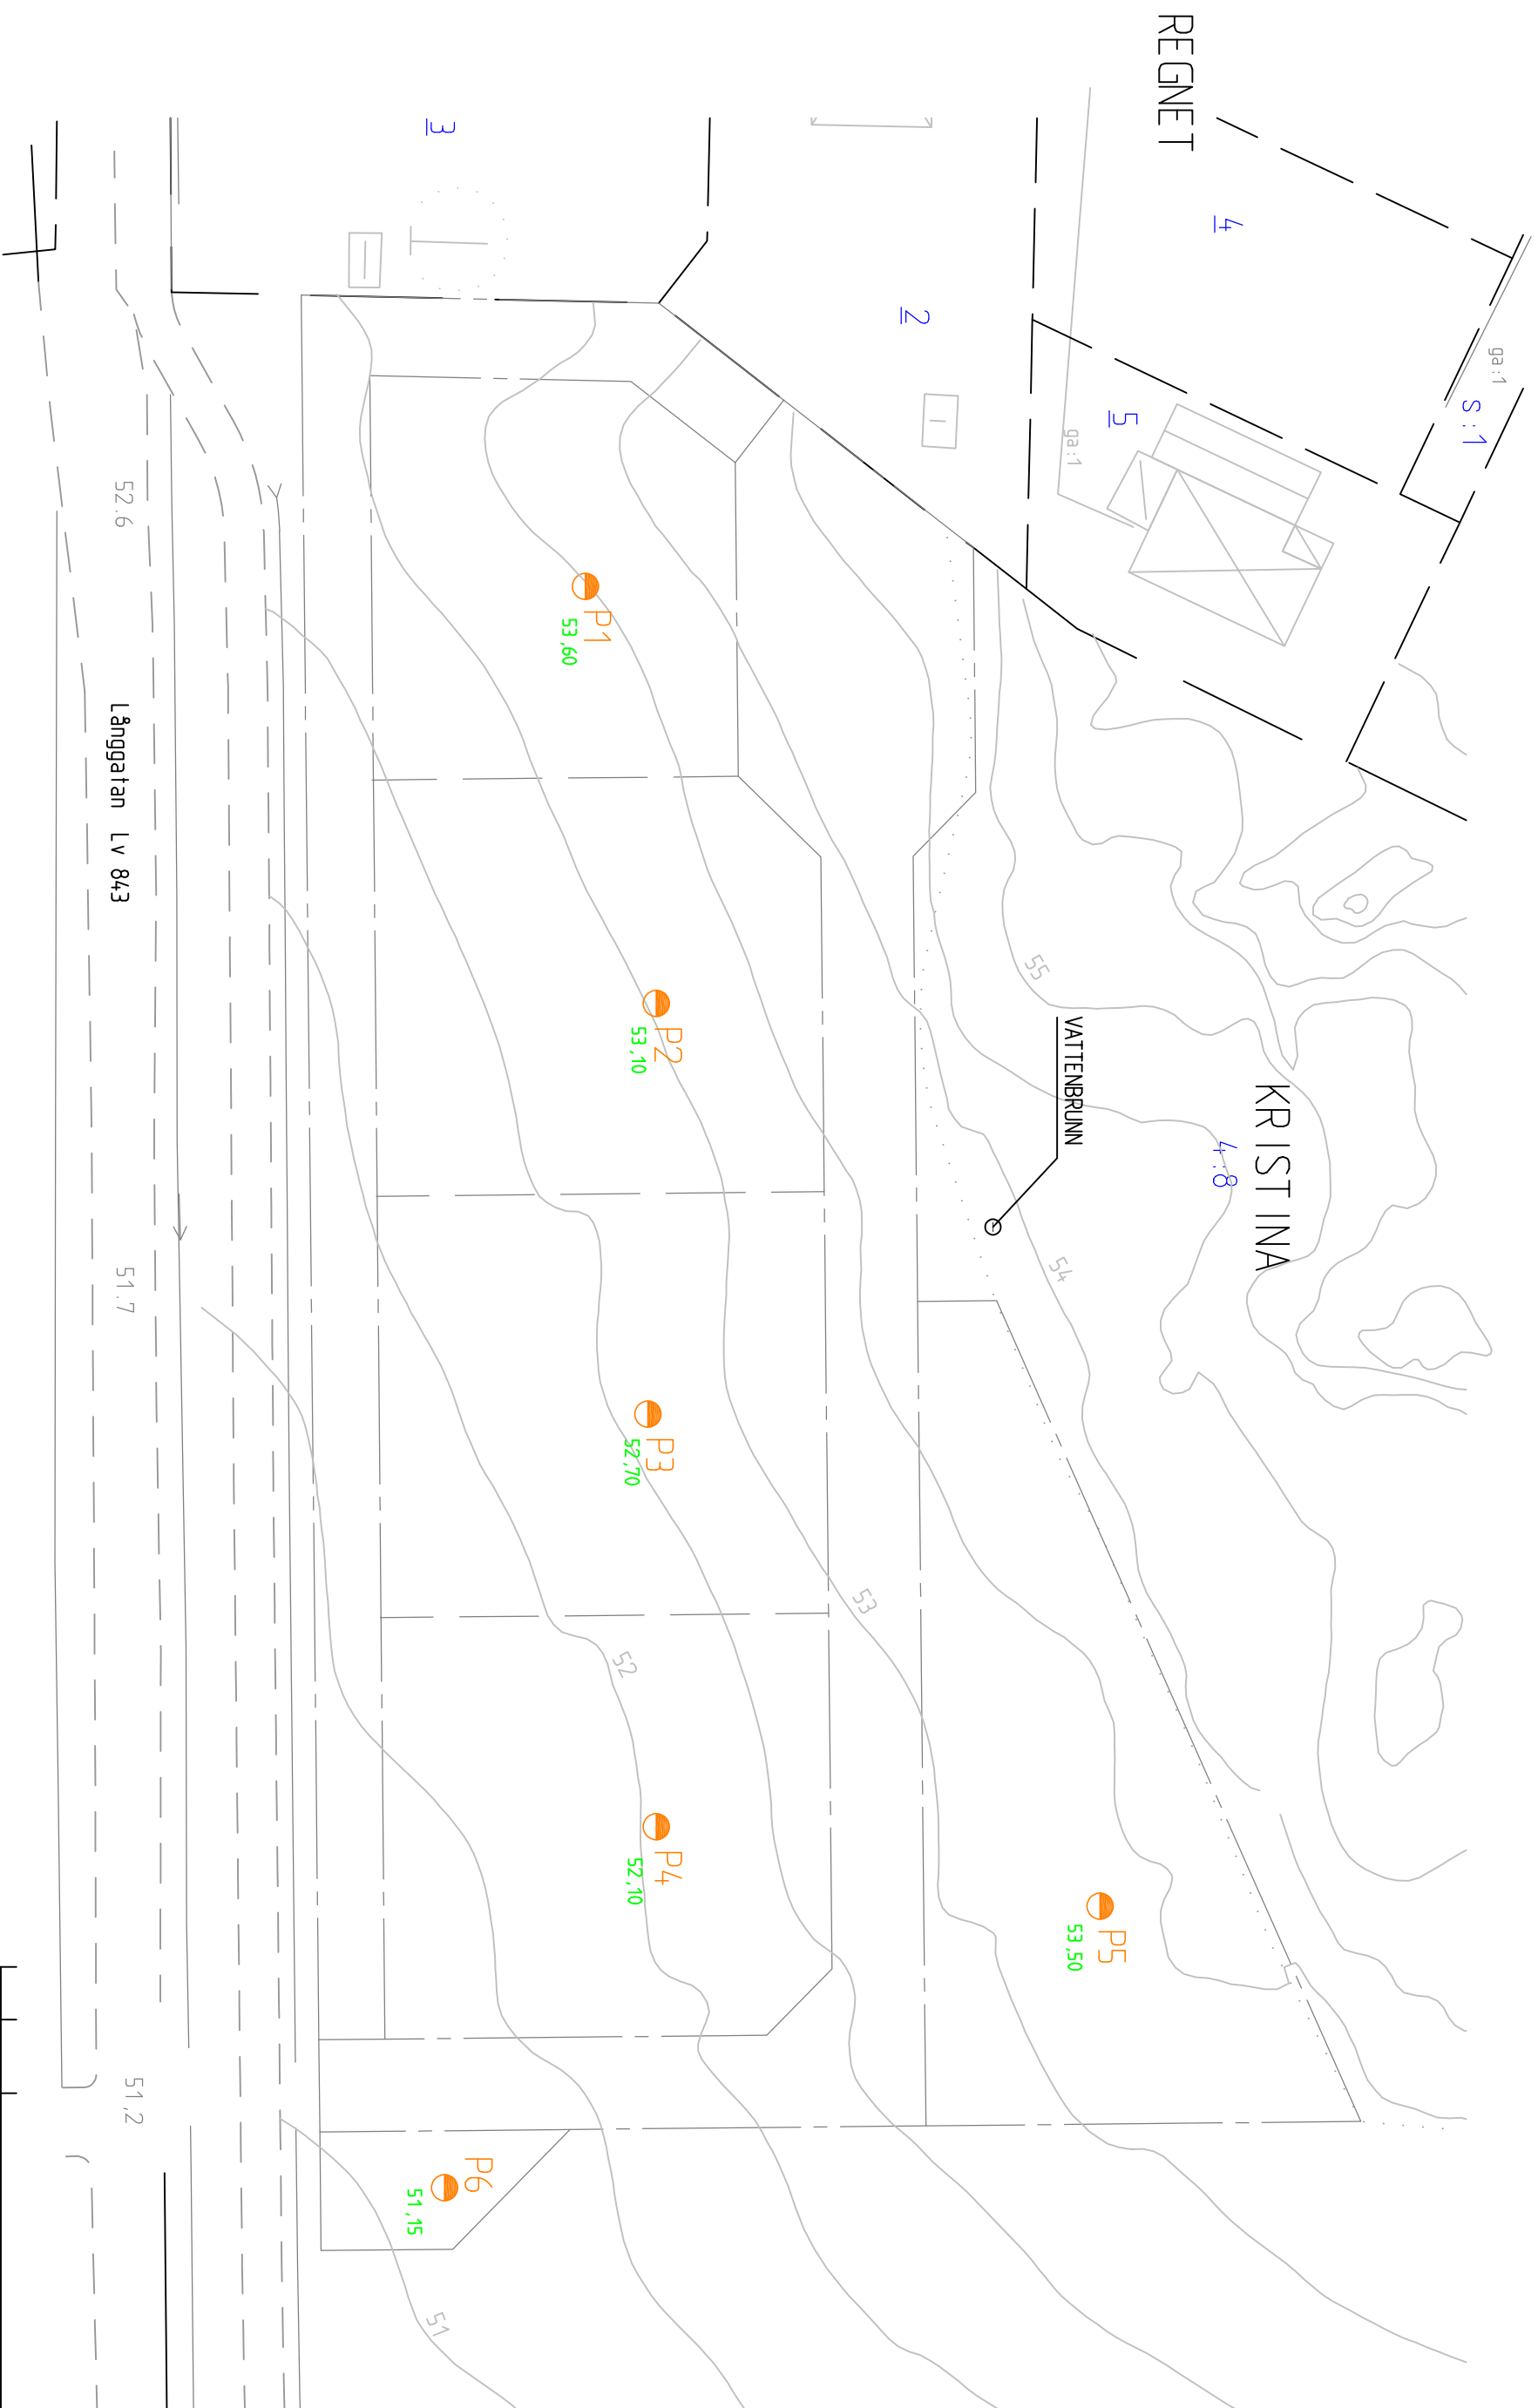 REGNET
4
ga:1
S:1
3
2
5
ga:1
52.6
P1
53,60
Långgatan Lv 843
55
P2
53,10
VATTENBRUNN
KRISTINA
4:8
54
51.7
P3
52,70
53
52
P4
52,10
P5
53,50
51,2
P6
51,15
51